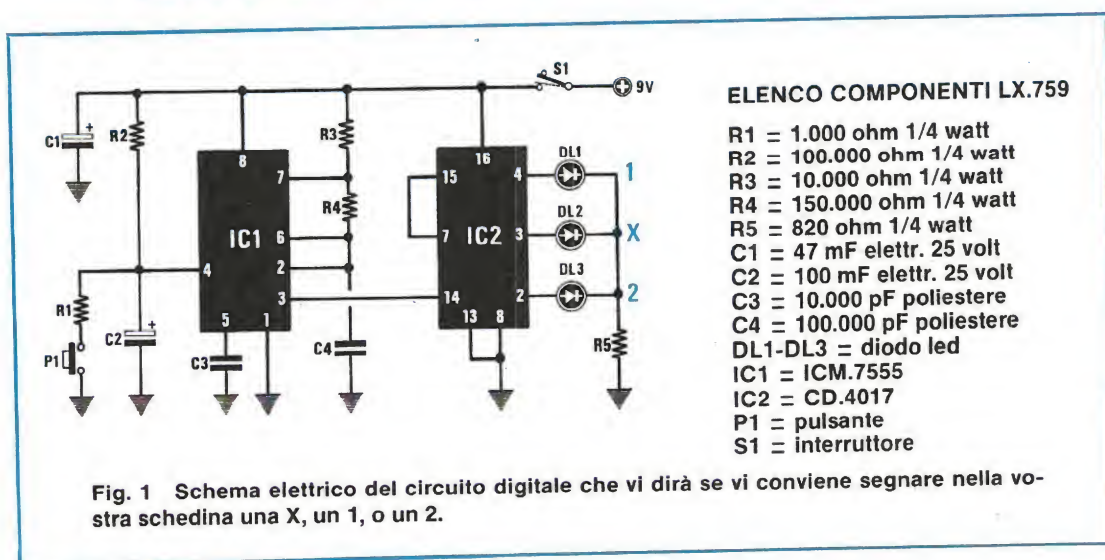 S1
9V
C1
+
R2
R3
8
7
R4
IC1
6
2
4
3
5
1
R1
P1
C2
+
C3
C4
16
15
7
IC2
4
3
2
14
13
8
DL1
DL2
DL3
1
X
2
R5
ELENCO COMPONENTI LX.759
R1 = 1.000 ohm 1/4 watt
R2 = 100.000 ohm 1/4 watt
R3 = 10.000 ohm 1/4 watt
R4 = 150.000 ohm 1/4 watt
R5 = 820 ohm 1/4 watt
C1 = 47 mF elettr. 25 volt
C2 = 100 mF elettr. 25 volt
C3 = 10.000 pF poliestere
C4 = 100.000 pF poliestere
DL1-DL3 = diodo led
IC1 = ICM.7555
IC2 = CD.4017
P1 = pulsante
S1 = interruttore
Fig. 1 Schema elettrico del circuito digitale che vi dirà se vi conviene segnare nella vo-
stra schedina una X, un 1, o un 2.